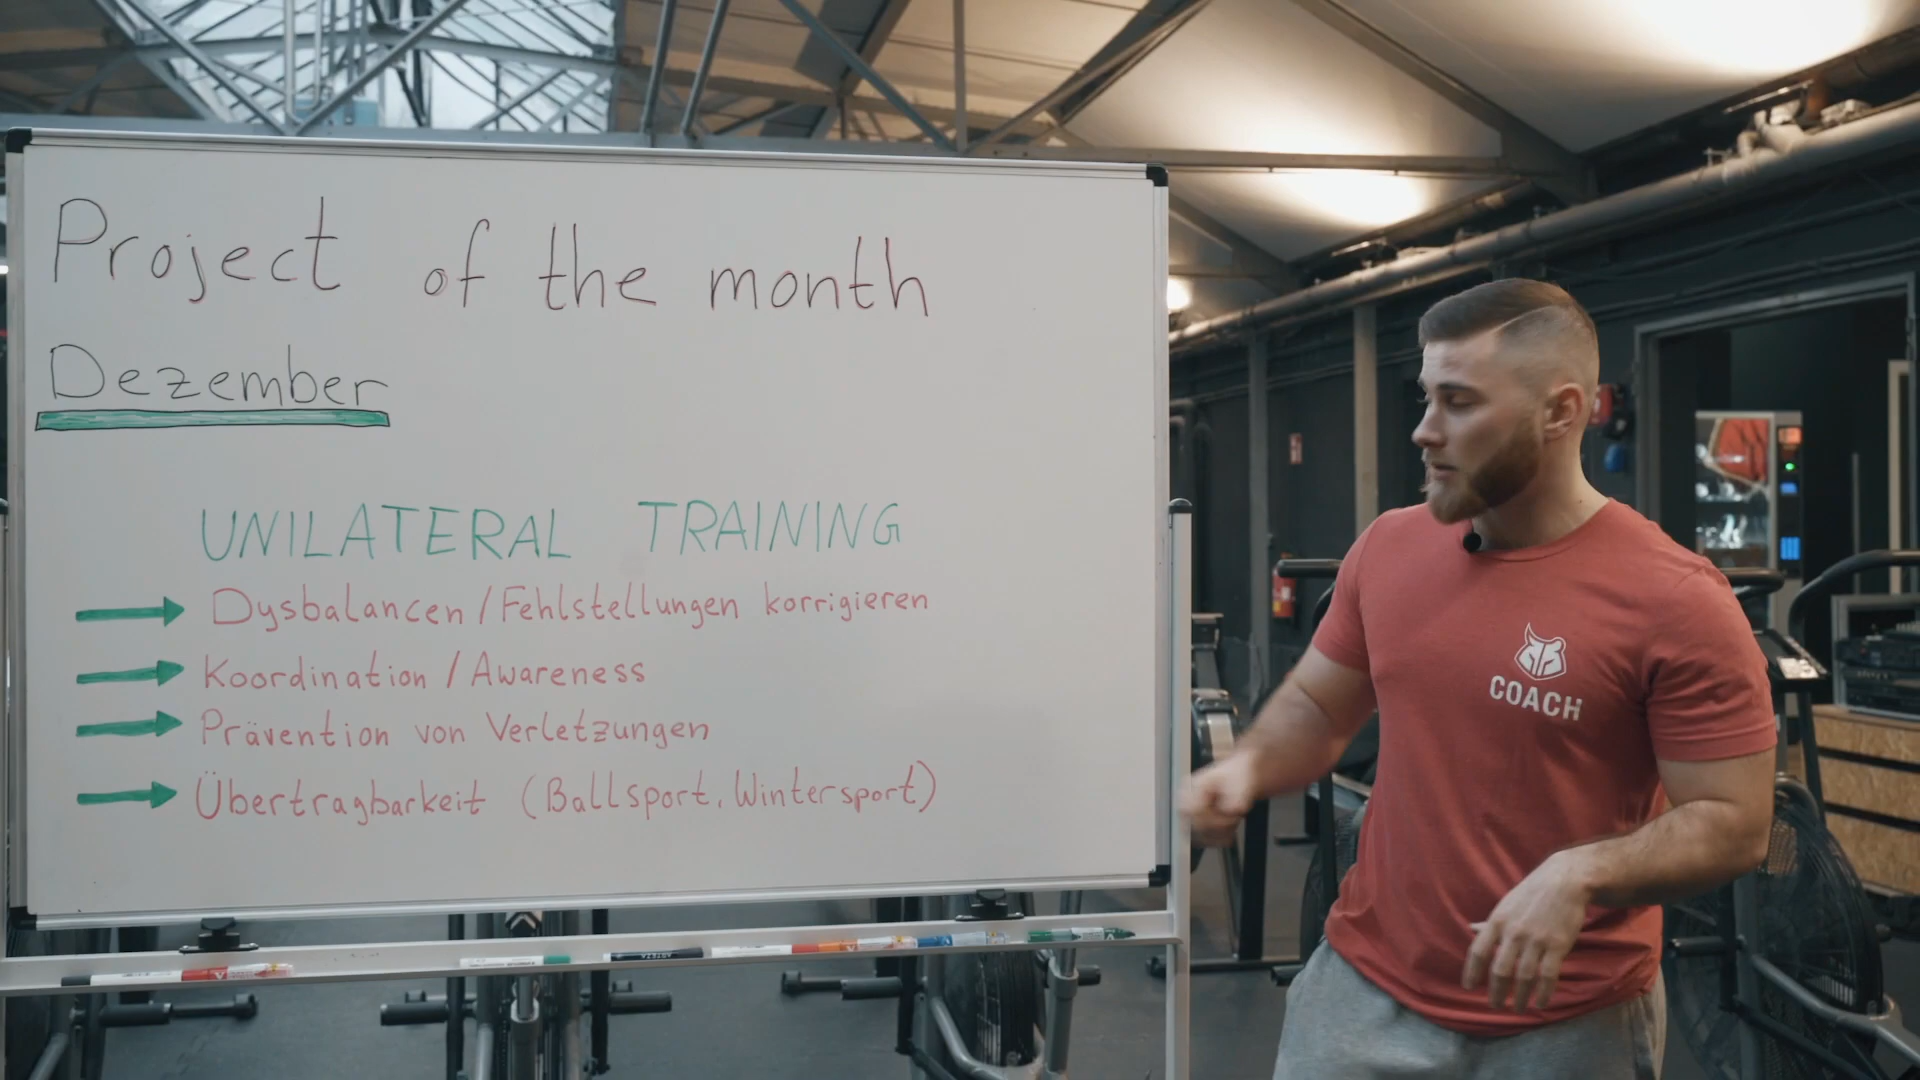 Project of the month
Dezember
UNILATERAL TRAINING
Dysbalancen / Fehlstellungen korrigieren
Koordination / Awareness
Prävention von Verletzungen
Übertragbarkeit (Ballsport, Wintersport)
COACH